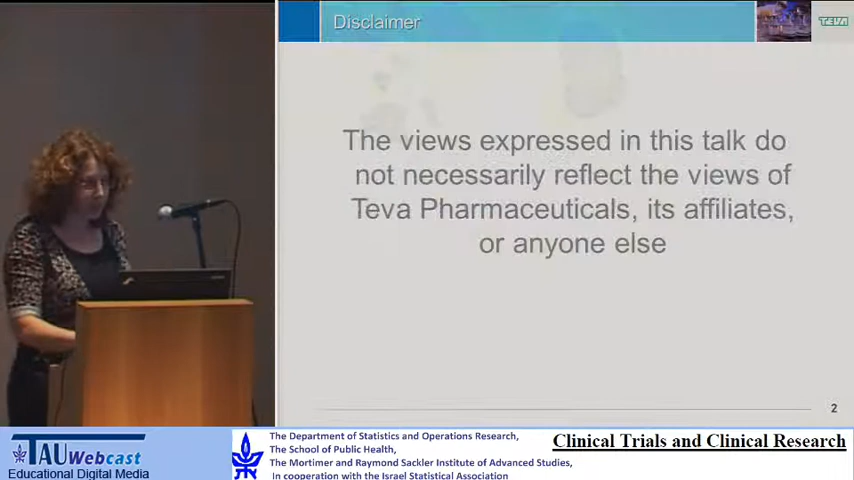 Disclaimer
TEVA
The views expressed in this talk do
not necessarily reflect the views of
Teva Pharmaceuticals, its affiliates,
or anyone else
2
TAU Webcast
Educational Digital Media
The Department of Statistics and Operations Research,
The School of Public Health,
The Mortimer and Raymond Sackler Institute of Advanced Studies,
In cooperation with the Israel Statistical Association
Clinical Trials and Clinical Research